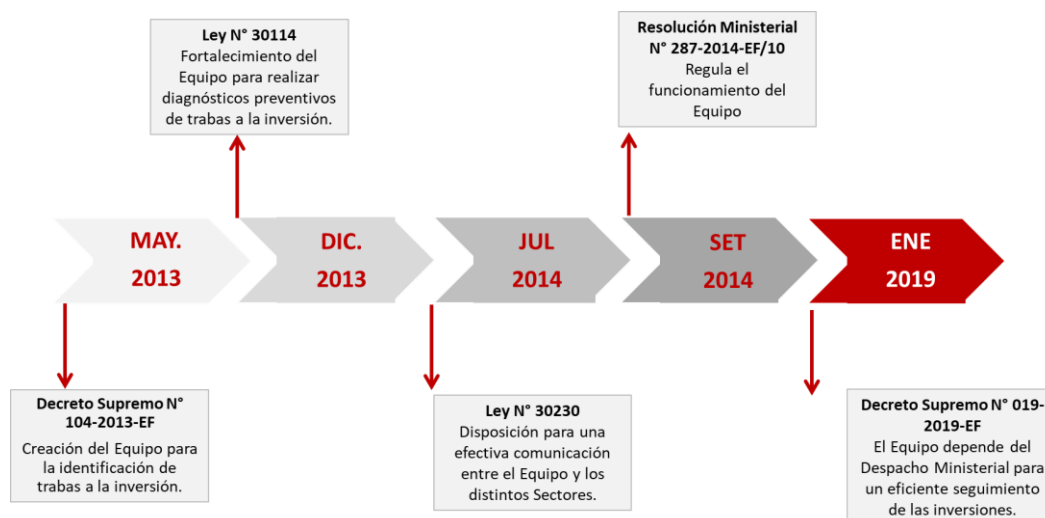 Ley N° 30114
Fortalecimiento del
Equipo para realizar
diagnósticos preventivos
de trabas a la inversión.
Resolución Ministerial
N° 287-2014-EF/10
Regula el
funcionamiento del
Equipo
MAY.
2013
DIC.
2013
JUL
2014
SET
2014
ENE
2019
Decreto Supremo N°
104-2013-EF
Creación del Equipo para
la identificación de
trabas a la inversión.
Ley N° 30230
Disposición para una
efectiva comunicación
entre el Equipo y los
distintos Sectores.
Decreto Supremo N° 019-
2019-EF
El Equipo depende del
Despacho Ministerial para
un eficiente seguimiento
de las inversiones.